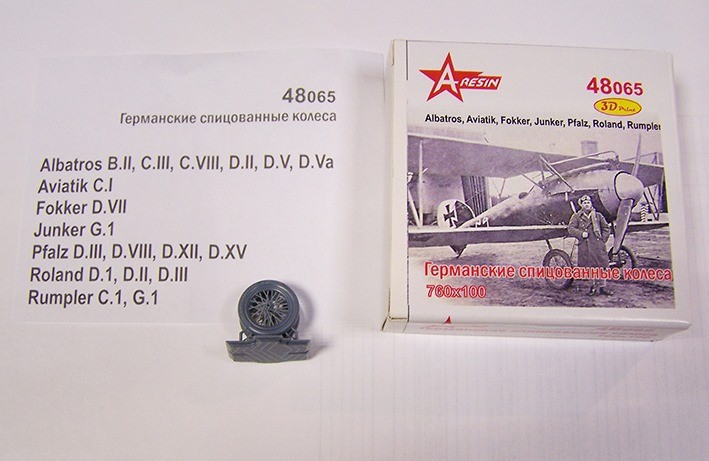 48065
Германские спицованные колеса
Albatros B.II, C.III, C.VIII, D.II, D.V, D.Va
Aviatik C.I
Fokker D.VII
Junker G.1
Pfalz D.III, D.VIII, D.XII, D.XV
Roland D.1, D.II, D.III
Rumpler C.1, G.1
A-RESIN
48065
3D Print
Albatros, Aviatik, Fokker, Junker, Pfalz, Roland, Rumpler
Германские спицованные колеса
760x100